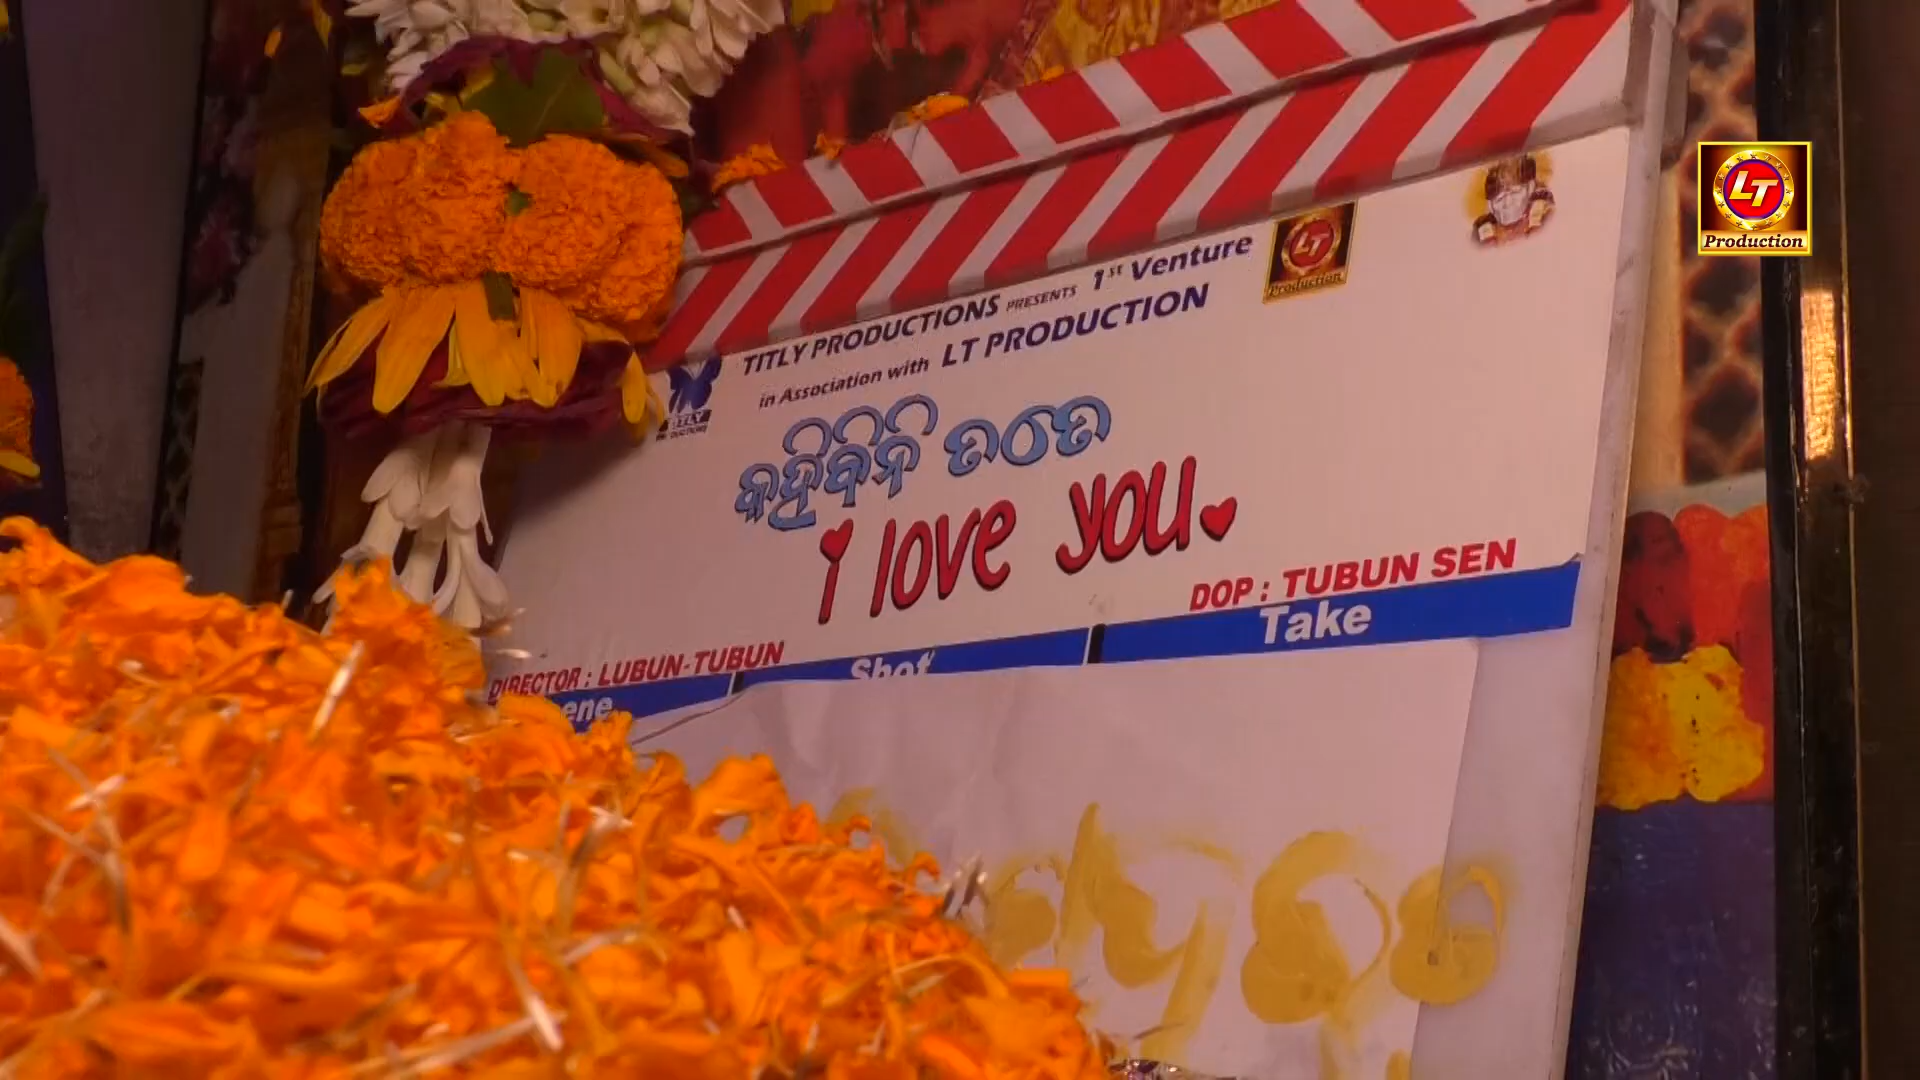 TITLY PRODUCTIONS PRESENTS 1st Venture
in Association with LT PRODUCTION
LT
Production
କହିବିନି ତତେ
i love you
DIRECTOR : LUBUN-TUBUN
DOP : TUBUN SEN
Shot
Take
LT
Production